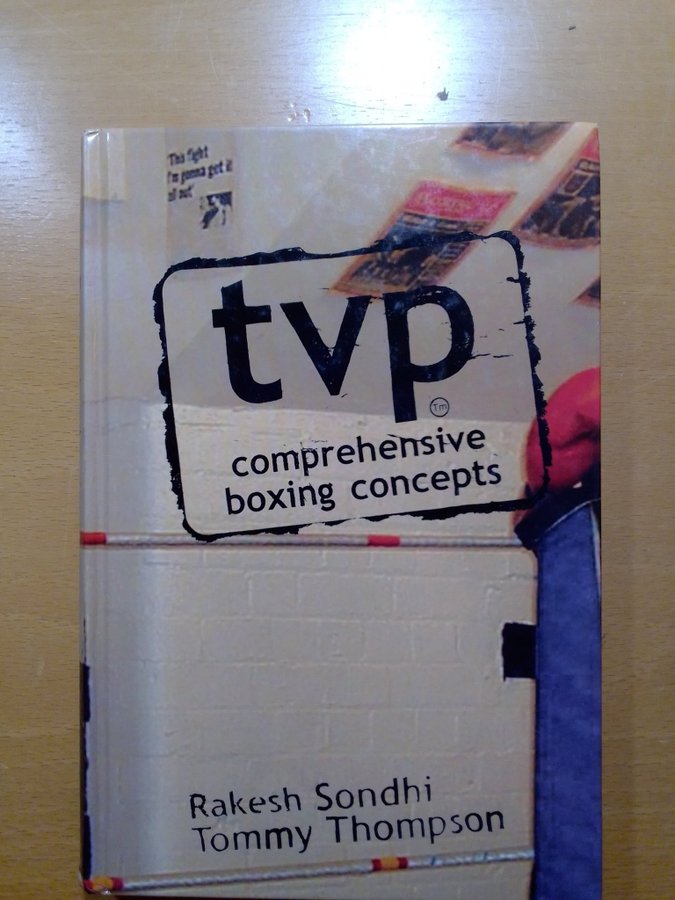 'This fight
I'm gonna get it
all out'
tvp
Tm
comprehensive
boxing concepts
Rakesh Sondhi
Tommy Thompson